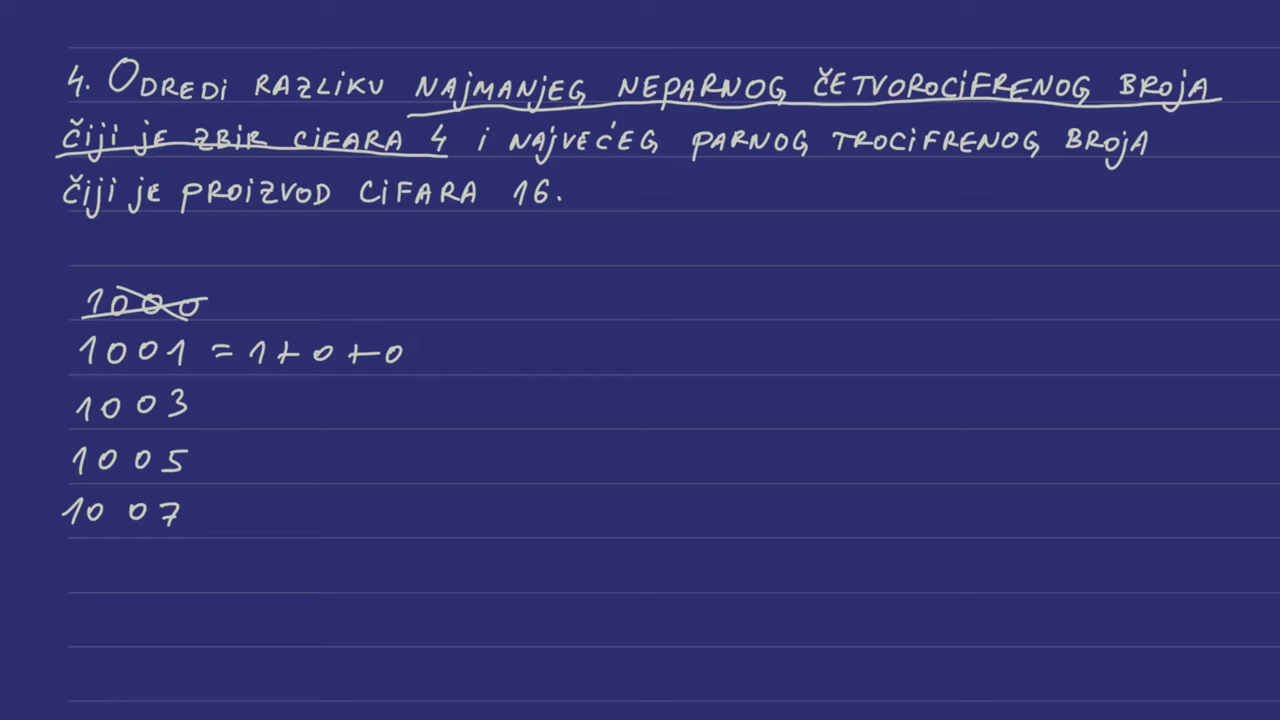 4. ODREDI RAZLIKU NAJMANJEG NEPARNOG ČETVOROCIFRENOG BROJA
ČIJI JE ZBIR CIFARA 4 I NAJVEĆEG PARNOG TROCIFRENOG BROJA
ČIJI JE PROIZVOD CIFARA 16.
1000
1001 = 1+0+0
1003
1005
1007